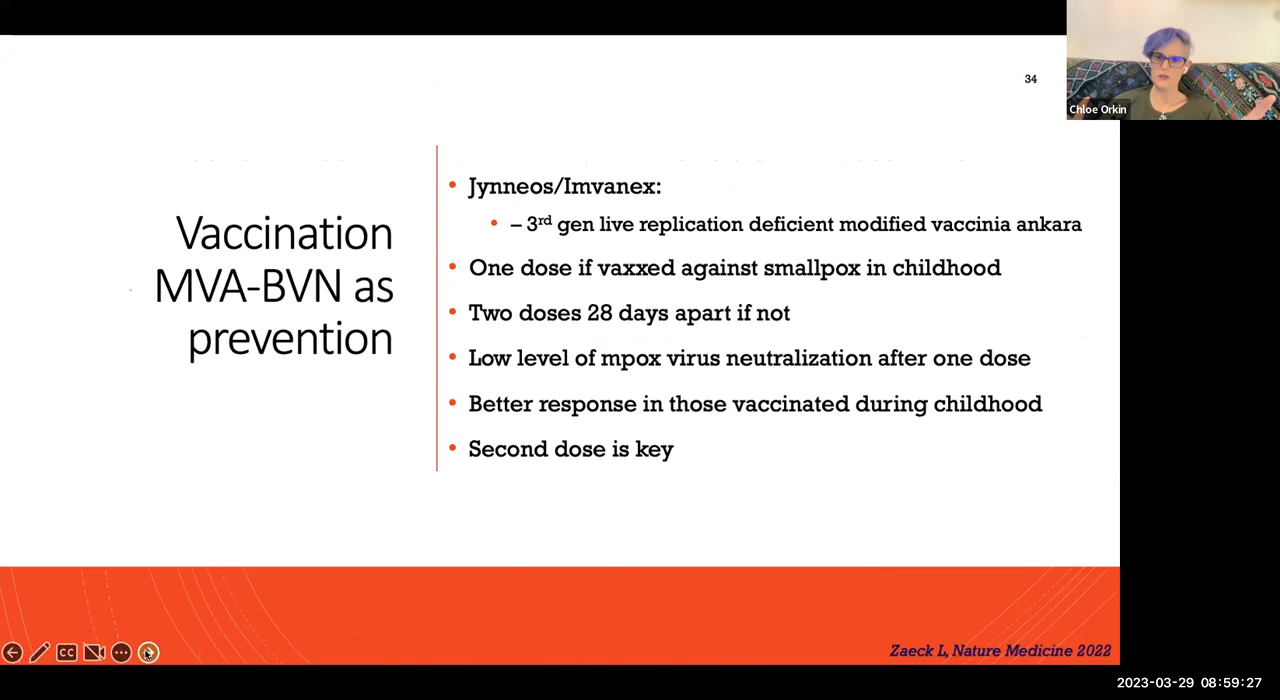 34
Chloe Orkin
Vaccination
MVA-BVN as
prevention
• Jynneos/Imvanex:
• – 3rd gen live replication deficient modified vaccinia ankara
• One dose if vaxxed against smallpox in childhood
• Two doses 28 days apart if not
• Low level of mpox virus neutralization after one dose
• Better response in those vaccinated during childhood
• Second dose is key
CC
Zaeck L, Nature Medicine 2022
2023-03-29 08:59:27